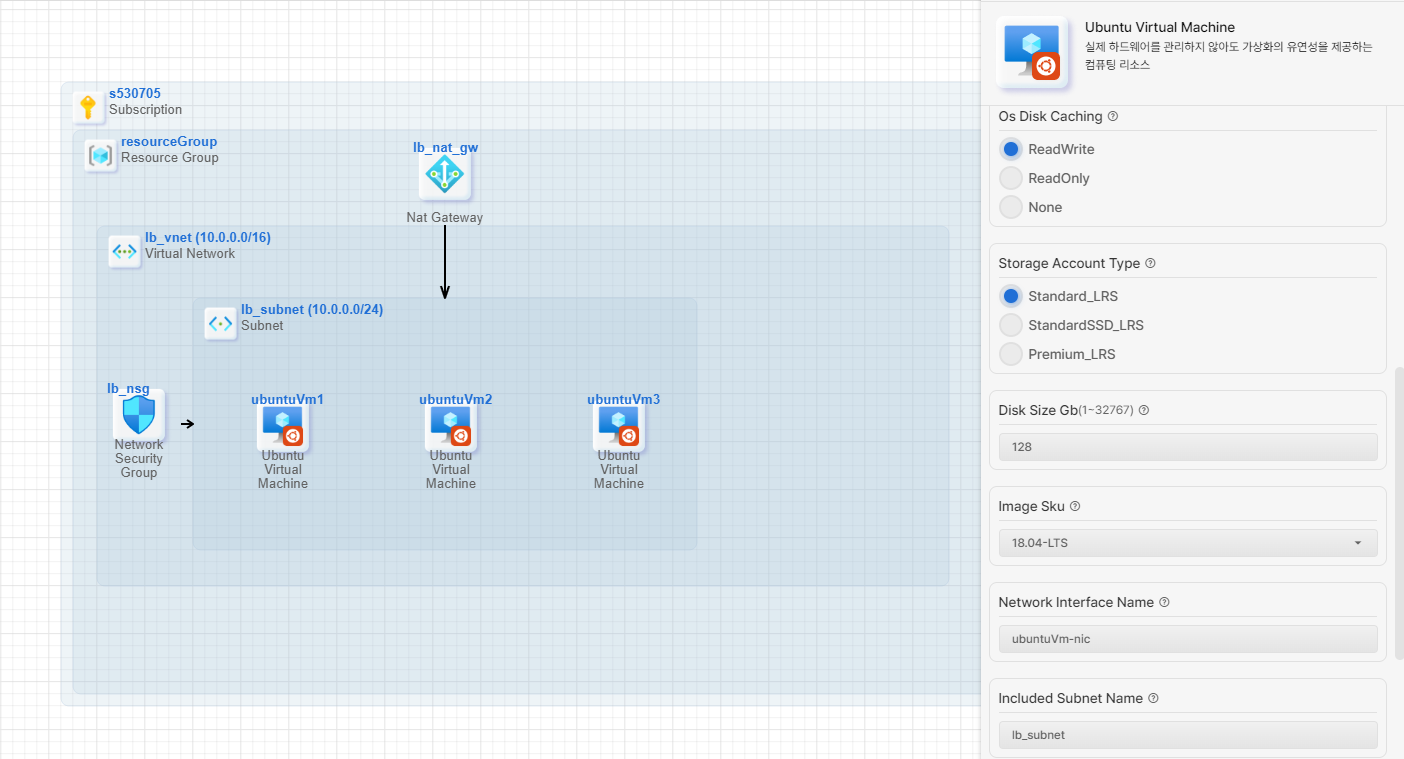 s530705
Subscription
resourceGroup
Resource Group
lb_nat_gw
Nat Gateway
lb_vnet (10.0.0.0/16)
Virtual Network
lb_subnet (10.0.0.0/24)
Subnet
lb_nsg
Network
Security
Group
ubuntuVm1
Ubuntu
Virtual
Machine
ubuntuVm2
Ubuntu
Virtual
Machine
ubuntuVm3
Ubuntu
Virtual
Machine
Ubuntu Virtual Machine
실제 하드웨어를 관리하지 않아도 가상화의 유연성을 제공하는
컴퓨팅 리소스
Os Disk Caching
ReadWrite
ReadOnly
None
Storage Account Type
Standard_LRS
StandardSSD_LRS
Premium_LRS
Disk Size Gb(1~32767)
128
Image Sku
18.04-LTS
Network Interface Name
ubuntuVm-nic
Included Subnet Name
lb_subnet